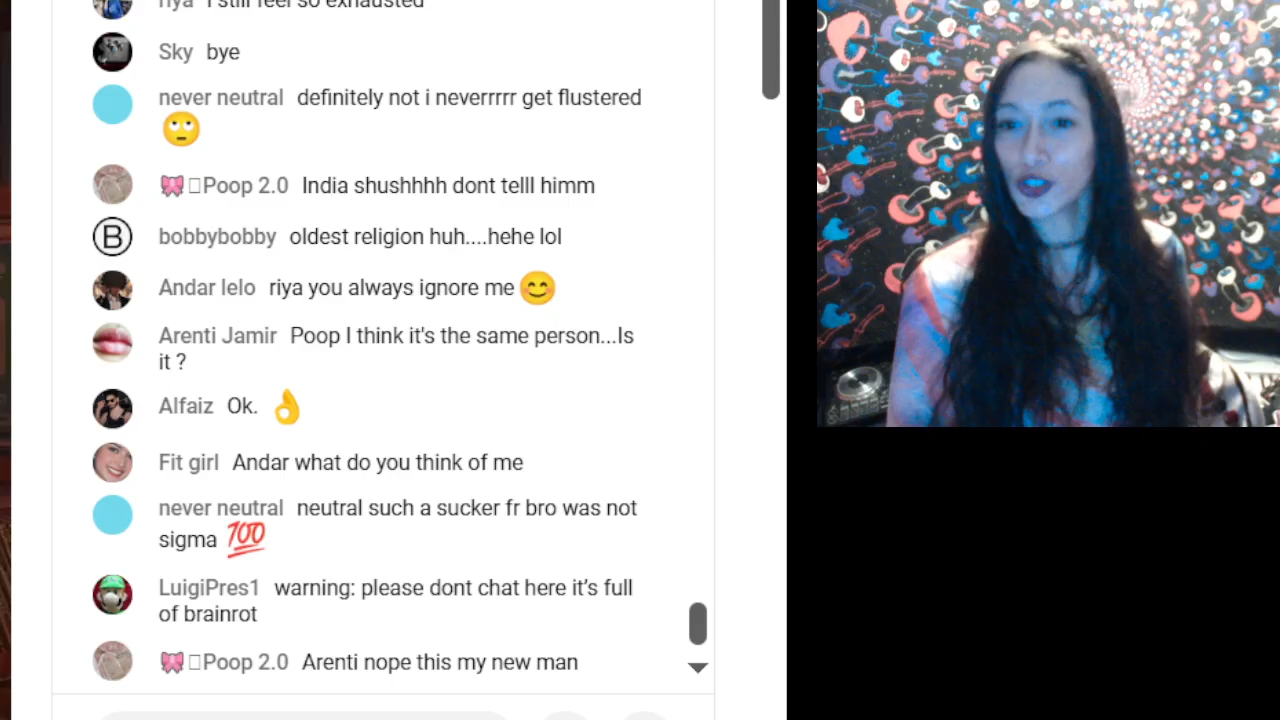 riya I still feel so exhausted
Sky bye
never neutral definitely not i neverrrrr get flustered
🙄
🎀□Poop 2.0 India shushhhh dont telll himm
B bobbybobby oldest religion huh....hehe lol
Andar lelo riya you always ignore me 😊
Arenti Jamir Poop I think it's the same person...Is
it ?
Alfaiz Ok. 👌
Fit girl Andar what do you think of me
never neutral neutral such a sucker fr bro was not
sigma 💯
LuigiPres1 warning: please dont chat here it’s full
of brainrot
🎀□Poop 2.0 Arenti nope this my new man